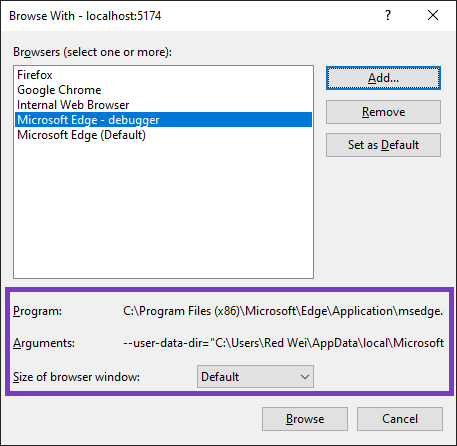 Browse With - localhost:5174
?
Browsers (select one or more):
Firefox
Google Chrome
Internal Web Browser
Microsoft Edge - debugger
Microsoft Edge (Default)
Add...
Remove
Set as Default
Program: C:\Program Files (x86)\Microsoft\Edge\Application\msedge.
Arguments: --user-data-dir="C:\Users\Red Wei\AppData\local\Microsoft
Size of browser window: Default
Browse Cancel